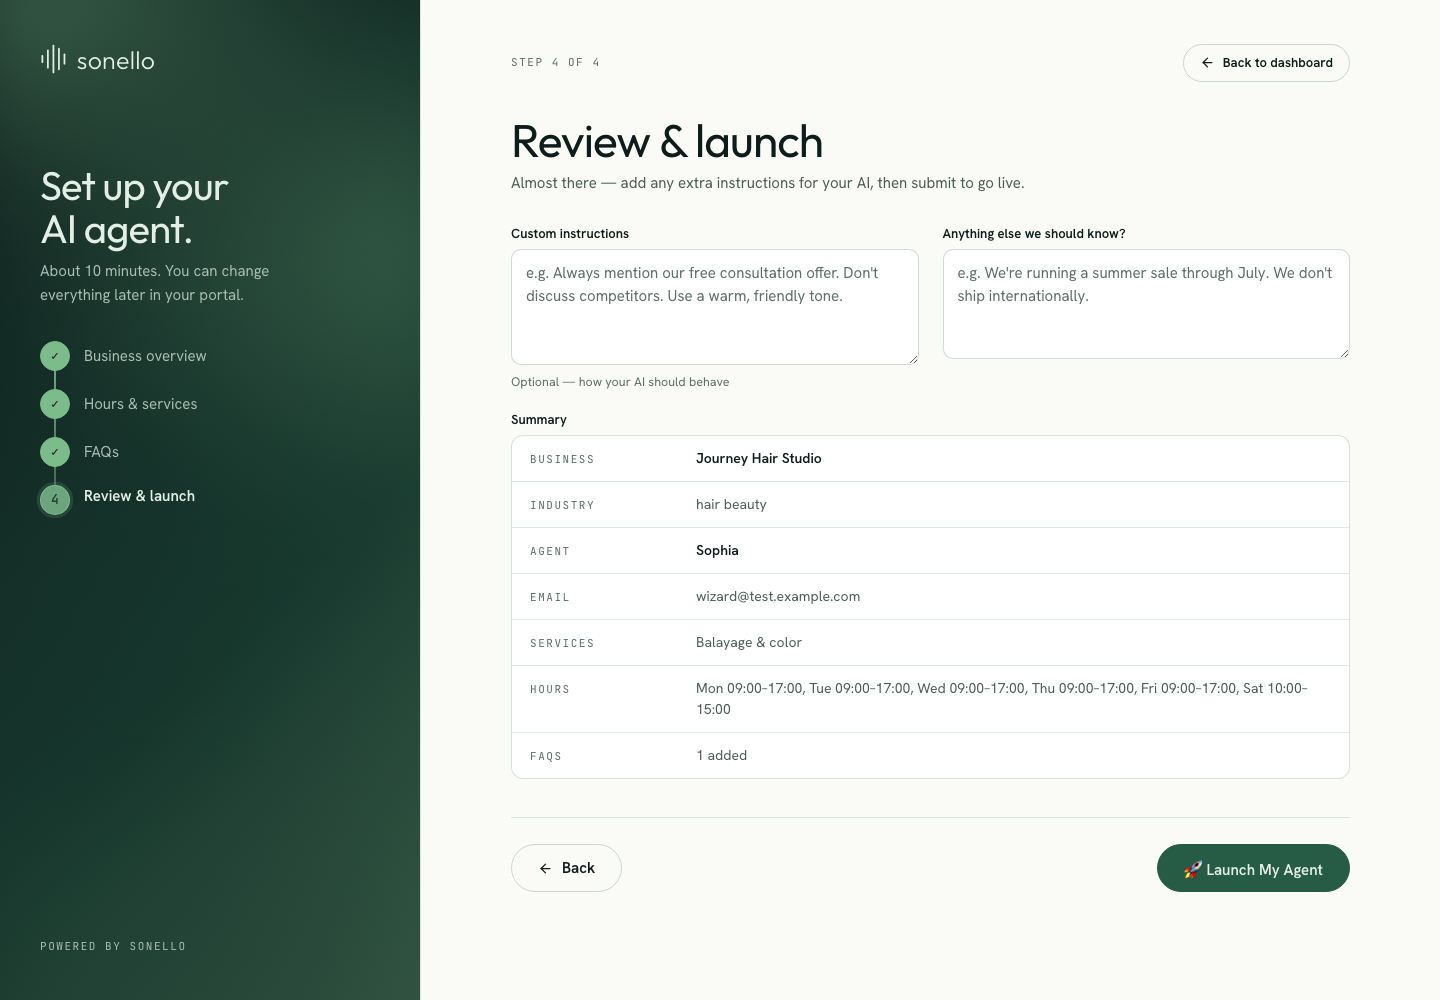 sonello
Set up your
AI agent.
About 10 minutes. You can change
everything later in your portal.
✓ Business overview
✓ Hours & services
✓ FAQs
4 Review & launch
POWERED BY SONELLO
STEP 4 OF 4
← Back to dashboard
Review & launch
Almost there — add any extra instructions for your AI, then submit to go live.
Custom instructions
e.g. Always mention our free consultation offer. Don't
discuss competitors. Use a warm, friendly tone.
Optional — how your AI should behave
Anything else we should know?
e.g. We're running a summer sale through July. We don't
ship internationally.
Summary
BUSINESS Journey Hair Studio
INDUSTRY hair beauty
AGENT Sophia
EMAIL wizard@test.example.com
SERVICES Balayage & color
HOURS Mon 09:00–17:00, Tue 09:00–17:00, Wed 09:00–17:00, Thu 09:00–17:00, Fri 09:00–17:00, Sat 10:00–
15:00
FAQS 1 added
← Back
🚀 Launch My Agent